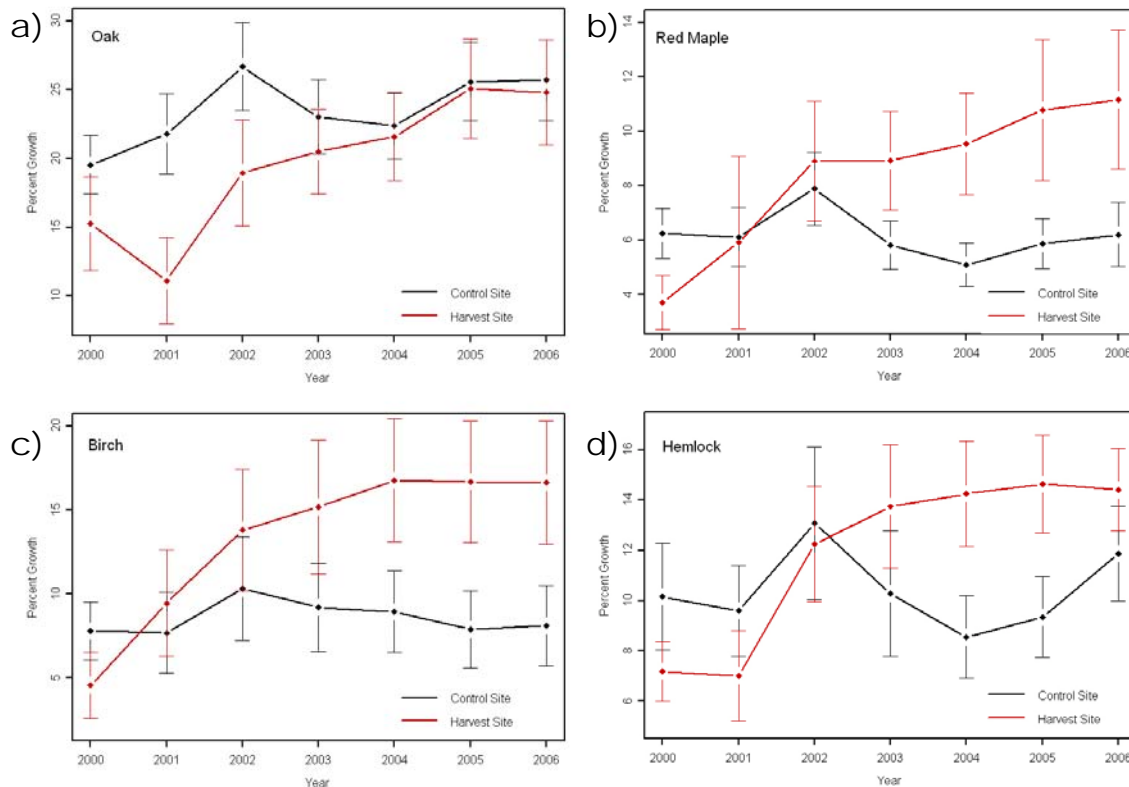 a)
Oak
Percent Growth
30
25
20
15
10
Control Site
Harvest Site
2000 2001 2002 2003 2004 2005 2006
Year
b)
Red Maple
Percent Growth
14
12
10
8
6
4
Control Site
Harvest Site
2000 2001 2002 2003 2004 2005 2006
Year
c)
Birch
Percent Growth
20
15
10
5
Control Site
Harvest Site
2000 2001 2002 2003 2004 2005 2006
Year
d)
Hemlock
Percent Growth
16
14
12
10
8
6
Control Site
Harvest Site
2000 2001 2002 2003 2004 2005 2006
Year